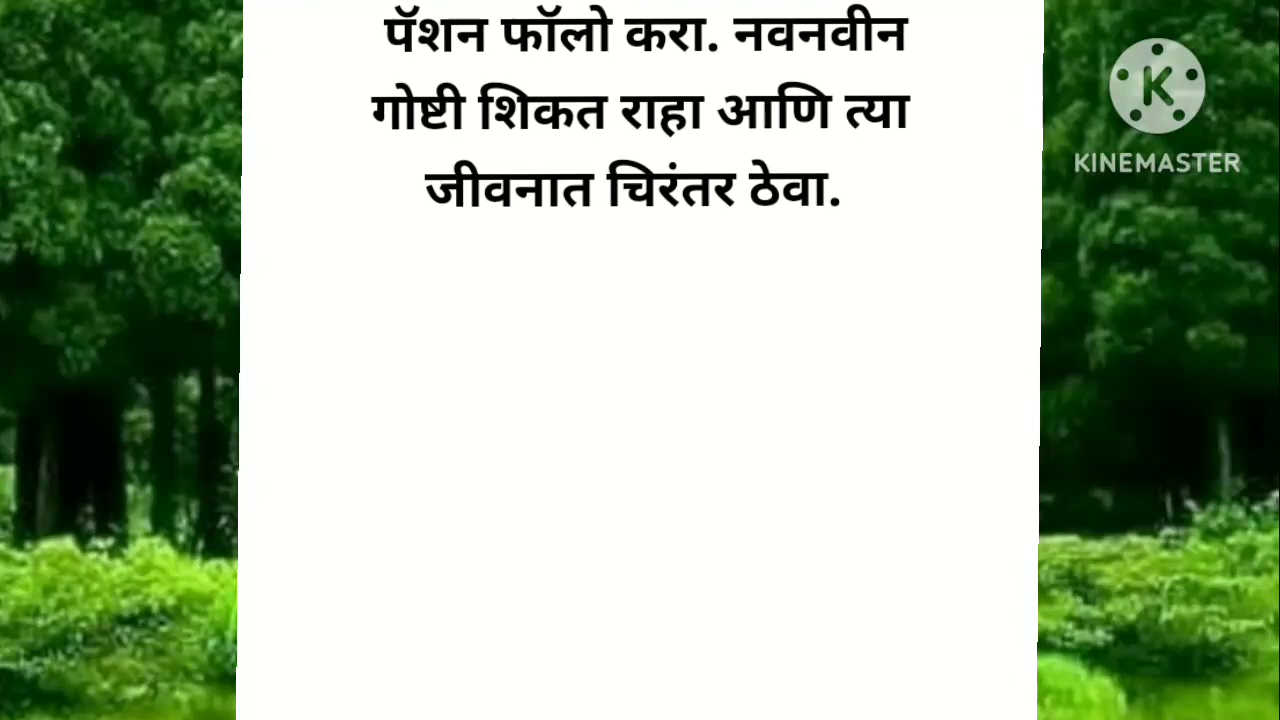 पॅशन फॉलो करा. नवनवीन
गोष्टी शिकत राहा आणि त्या
जीवनात चिरंतर ठेवा.
K
KINEMASTER